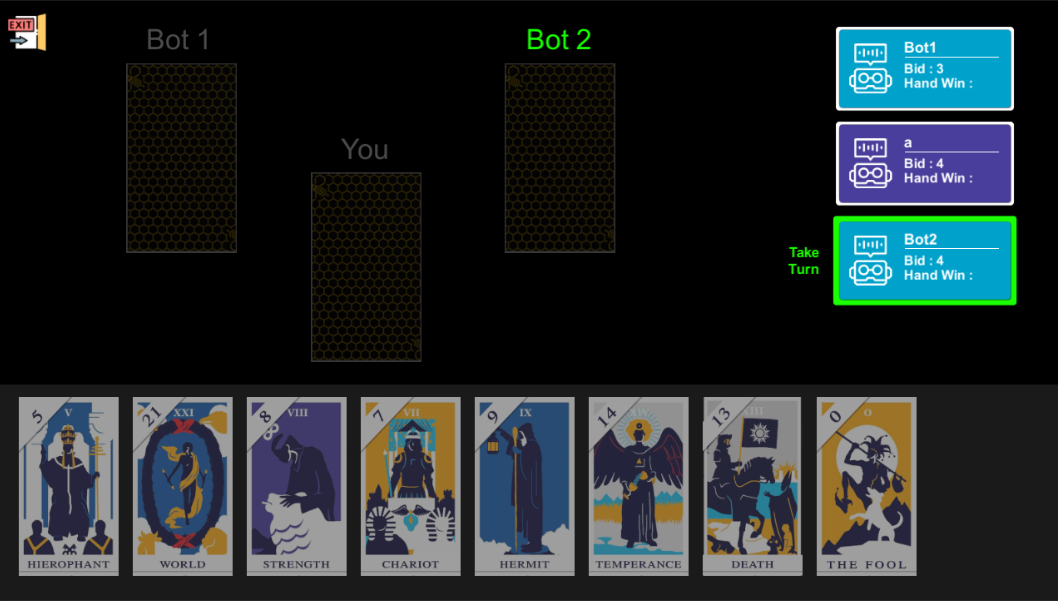 EXIT
Bot 1
Bot 2
You
Bot1
Bid : 3
Hand Win :
a
Bid : 4
Hand Win :
Take
Turn
Bot2
Bid : 4
Hand Win :
5
V
HIEROPHANT
21
XXI
WORLD
8
VIII
STRENGTH
7
VII
CHARIOT
9
IX
HERMIT
14
TEMPERANCE
13
XIII
DEATH
0
O
THE FOOL